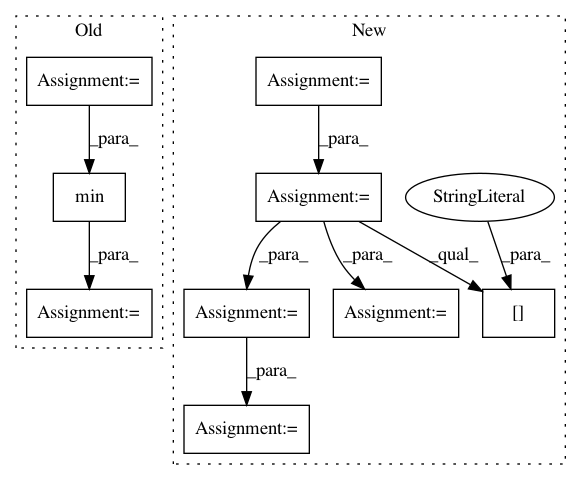 Old
New
Assignment:=
Assignment:=
_para_
_para_
min
Assignment:=
StringLiteral
_para_
_para_
_para_
_qual_
_para_
Assignment:=
Assignment:=
Assignment:=
[]
_para_
Assignment:=